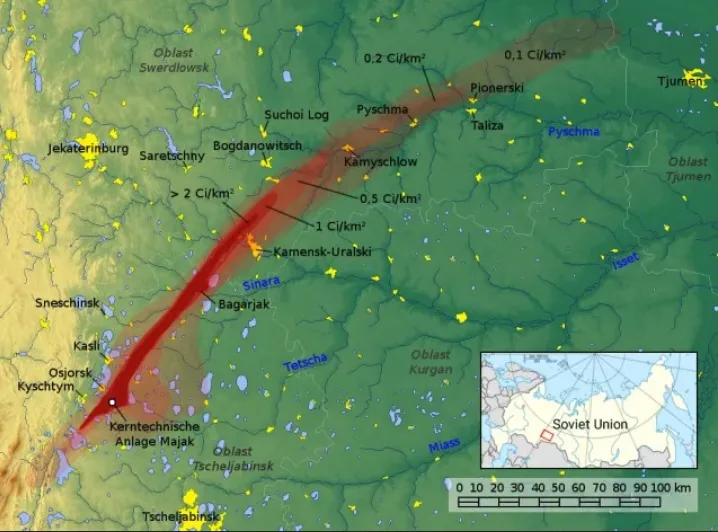 Oblast
Swerdlowsk
0,2 Ci/km²
0,1 Ci/km²
Tjumen
Pionerski
Suchoi Log
Pyschma
Taliza
Pyschma
Jekaterinburg
Saretschny
Bogdanowitsch
Kamyschlow
Oblast
Tjumen
> 2 Ci/km²
0,5 Ci/km²
1 Ci/km²
Kamensk-Uralski
Isset
Sinara
Sneschinsk
Bagarjak
Kasli
Tetscha
Oblast
Kurgan
Osjorsk
Kyschtym
Kerntechnische
Anlage Majak
Soviet Union
Miass
Oblast
Tscheljabinsk
0 10 20 30 40 50 60 70 80 90 100 km
Tscheljabinsk